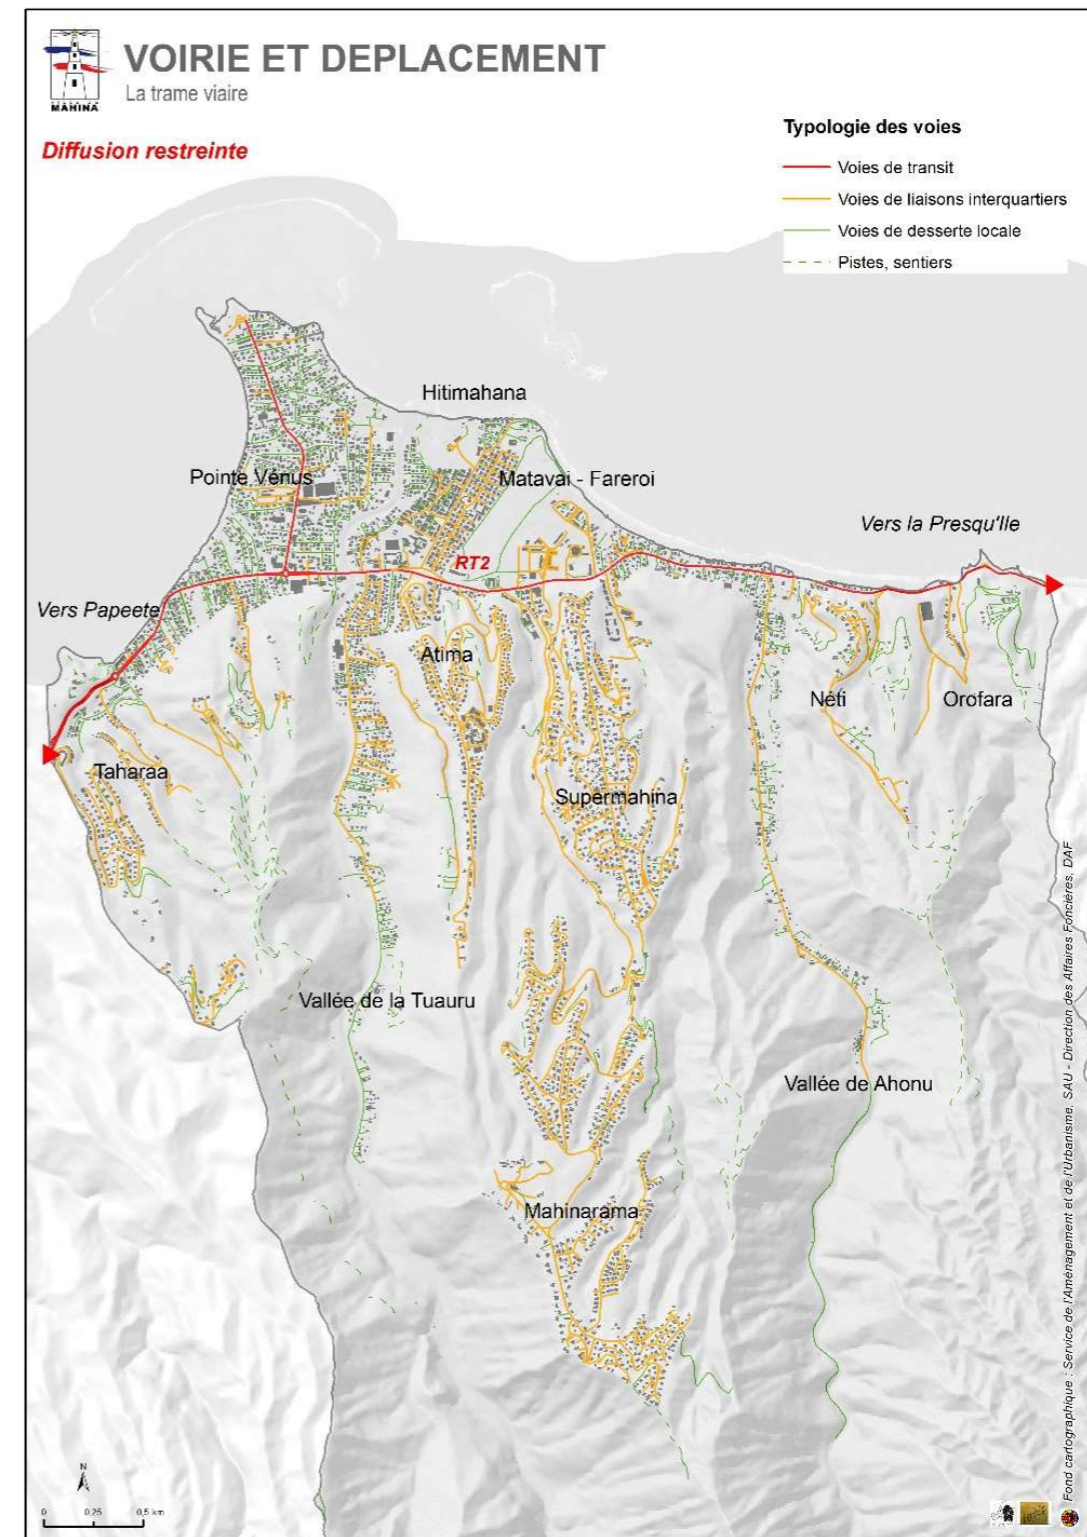 VOIRIE ET DEPLACEMENT
La trame viaire
MAHINA
Diffusion restreinte
Typologie des voies
Voies de transit
Voies de liaisons interquartiers
Voies de desserte locale
Pistes, sentiers
Hitimahana
Pointe Vénus
Matavai - Fareroi
Vers la Presqu'Ile
RT2
Vers Papeete
Atima
Néti
Orofara
Taharaa
Supermahina
Vallée de la Tuauru
Vallée de Ahonu
Mahinarama
N
0 0,25 0,5 km
Fond cartographique : Service de l'Aménagement et de l'Urbanisme, SAU - Direction des Affaires Foncières, DAF